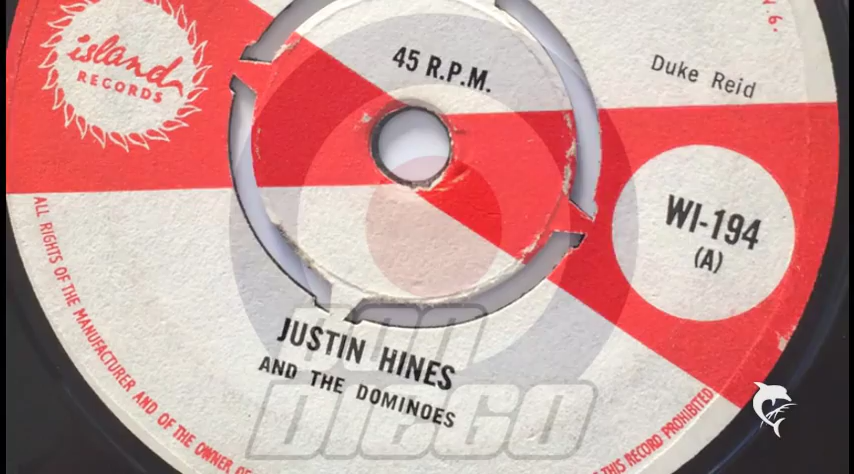 island
RECORDS
45 R.P.M.
Duke Reid
WI-194
(A)
JUSTIN HINES
AND THE DOMINOES
DON
DIEGO
ALL RIGHTS OF THE MANUFACTURER AND OF THE OWNER OF
THIS RECORD PROHIBITED